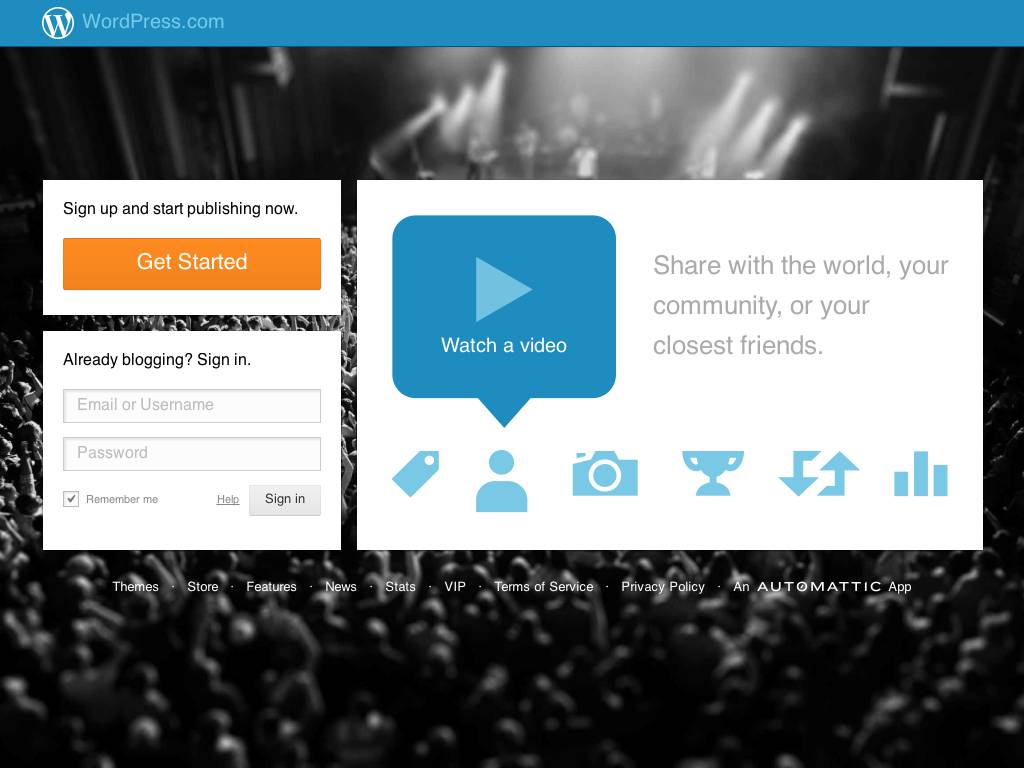 WordPress.com
Sign up and start publishing now.
Get Started
Already blogging? Sign in.
Email or Username
Password
Remember me
Help
Sign in
Watch a video
Share with the world, your
community, or your
closest friends.
Themes · Store · Features · News · Stats · VIP · Terms of Service · Privacy Policy · An AUTOMATTIC App